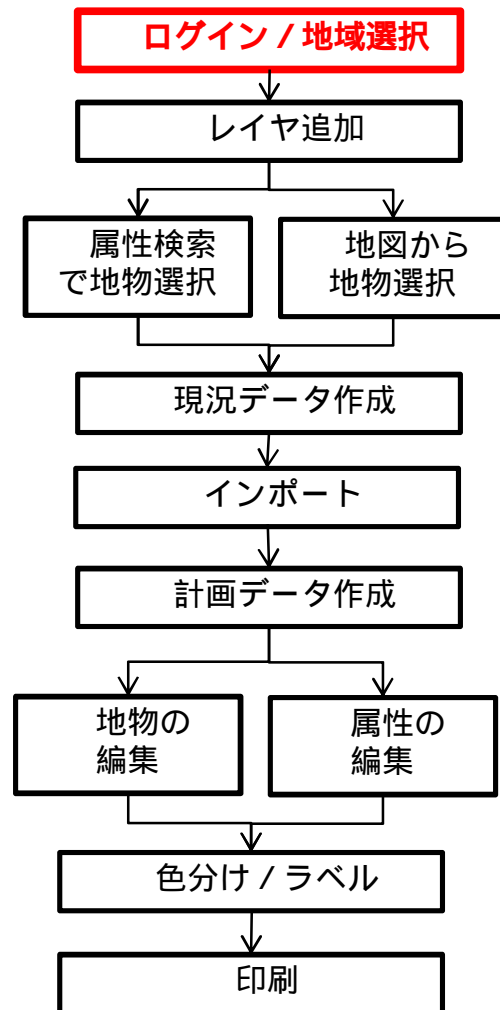 ログイン / 地域選択
レイヤ追加
属性検索
で地物選択
地図から
地物選択
現況データ作成
インポート
計画データ作成
地物の
編集
属性の
編集
色分け / ラベル
印刷